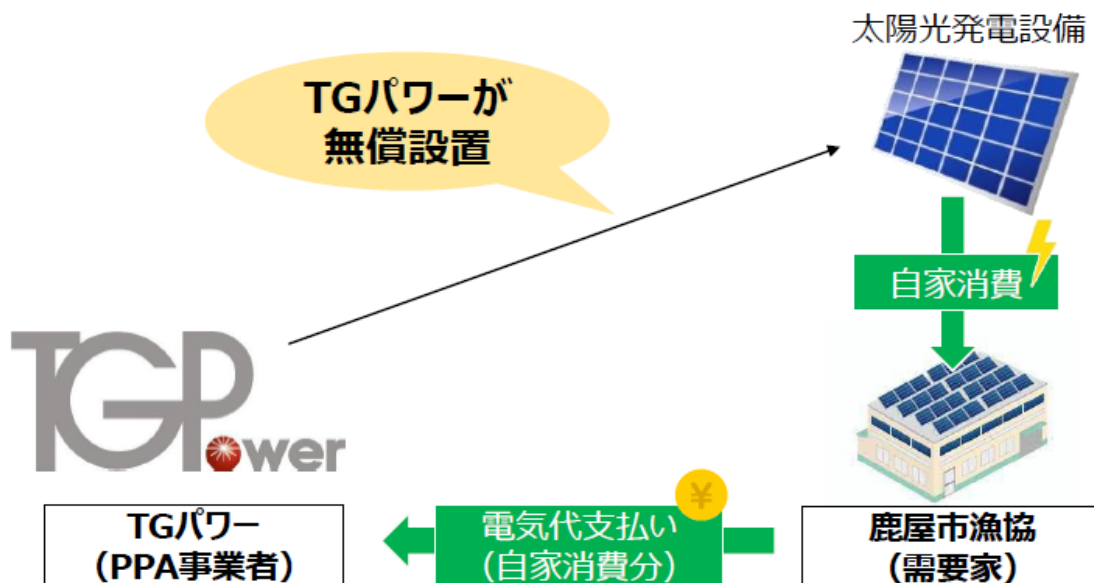 太陽光発電設備
TGパワーが
無償設置
自家消費
TGPower
¥
TGパワー
（PPA事業者）
電気代支払い
（自家消費分）
鹿屋市漁協
（需要家）